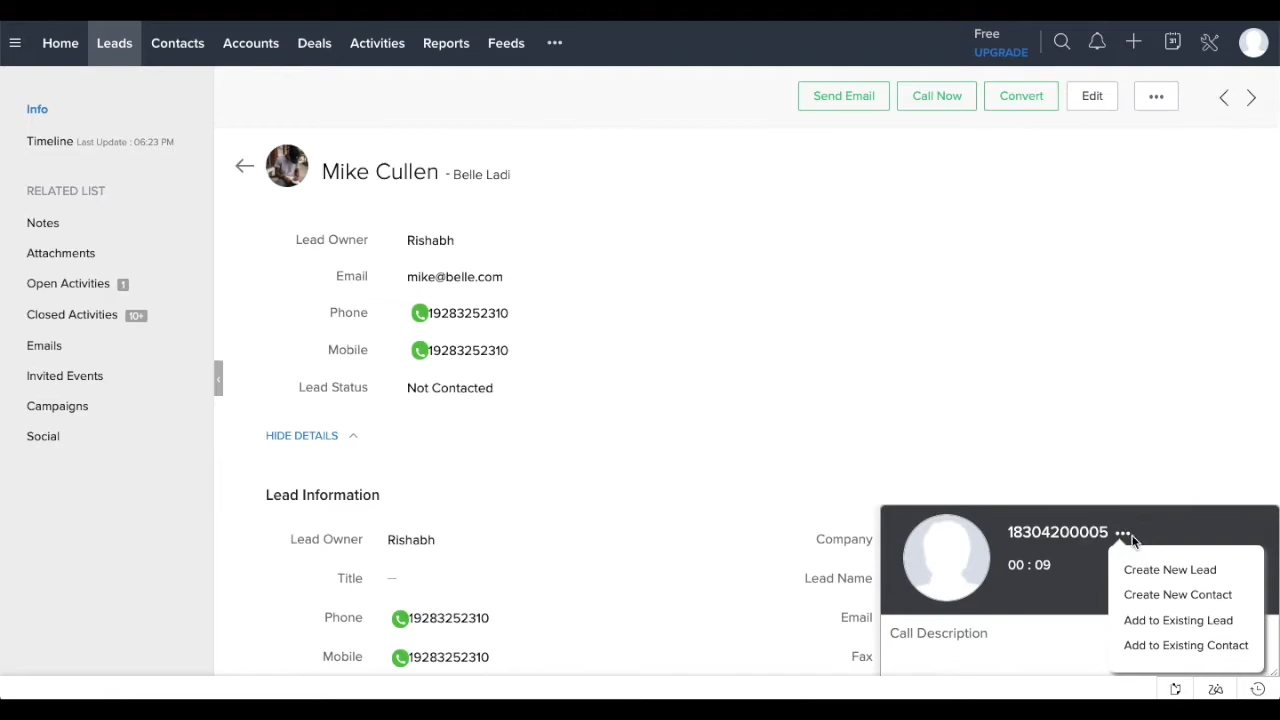 Home Leads Contacts Accounts Deals Activities Reports Feeds ••• Free
UPGRADE
31
Info
Timeline Last Update : 06:23 PM
RELATED LIST
Notes
Attachments
Open Activities 1
Closed Activities 10+
Emails
Invited Events
Campaigns
Social
Send Email Call Now Convert Edit •••
Mike Cullen - Belle Ladi
Lead Owner Rishabh
Email mike@belle.com
Phone 19283252310
Mobile 19283252310
Lead Status Not Contacted
HIDE DETAILS
Lead Information
Lead Owner Rishabh
Title —
Phone 19283252310
Mobile 19283252310
Company
Lead Name
Email
Fax
18304200005 •••
00 : 09
Call Description
Create New Lead
Create New Contact
Add to Existing Lead
Add to Existing Contact